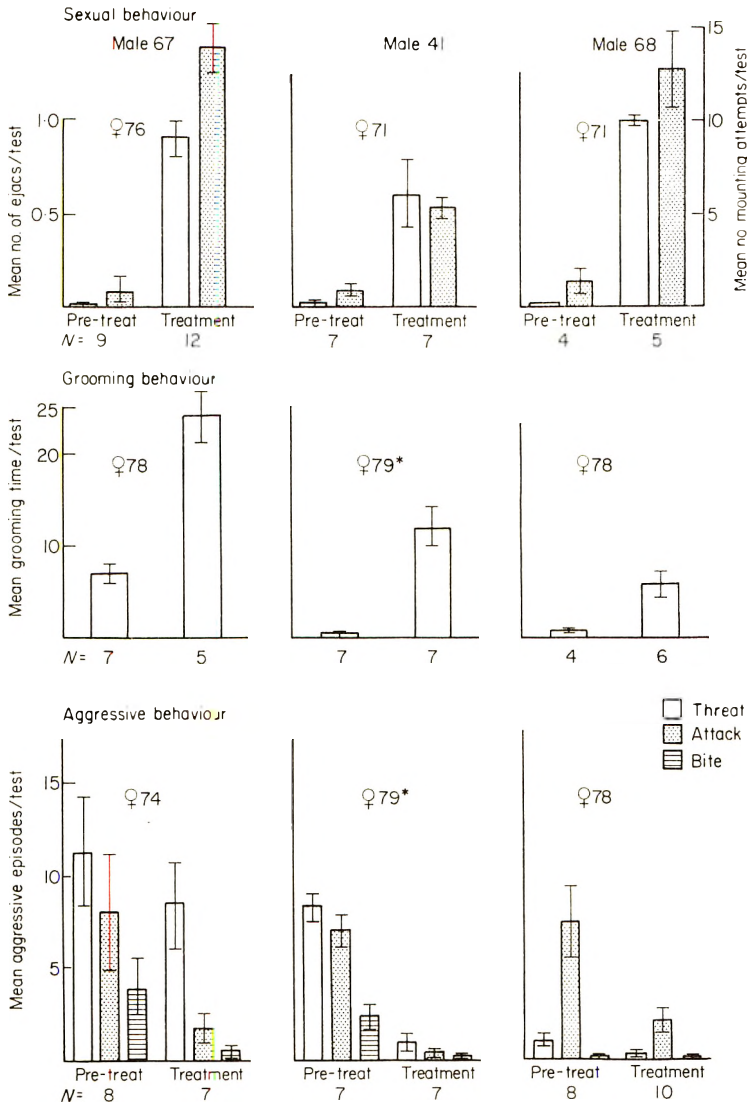 Sexual behaviour
Male 67 Male 41 Male 68
Mean no. of ejacs/test
1·0
0·5
♀76 ♀71 ♀71
15
10
5
Mean no mounting attempts/test
Pre-treat Treatment Pre-treat Treatment Pre-treat Treatment
N = 9 12 7 7 4 5
Grooming behaviour
Mean grooming time/test
25
20
10
♀78 ♀79* ♀78
N = 7 5 7 7 4 6
Aggressive behaviour
Threat
Attack
Bite
Mean aggressive episodes/test
15
10
5
♀74 ♀79* ♀78
Pre-treat Treatment Pre-treat Treatment Pre-treat Treatment
N = 8 7 7 7 8 10